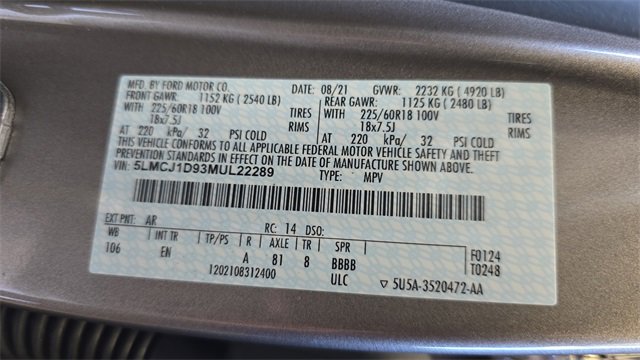 MFD. BY FORD MOTOR CO.
08/21 GVWR: 2232 KG ( 4920 LB)
FRONT GAWR: 1152 KG ( 2540 LB) REAR GAWR: 1125 KG ( 2480 LB)
WITH 225/60R18 100V TIRES WITH 225/60R18 100V TIRES
18x7.5J RIMS 18x7.5J RIMS
AT 220 kPa/ 32 PSI COLD AT 220 kPa/ 32 PSI COLD
THIS VEHICLE CONFORMS TO ALL APPLICABLE FEDERAL MOTOR VEHICLE SAFETY AND THEFT
PREVENTION STANDARDS IN EFFECT ON THE DATE OF MANUFACTURE SHOWN ABOVE.
VIN: 5LMCJ1D93MUL22289 TYPE: MPV
EXT PNT: AR RC: 14 DSO:
WB INT TR TP/PS R AXLE TR SPR F0124
106 EN A 81 8 BBBB T0248
1202108312400 ULC ▽ 5U5A-3520472-AA